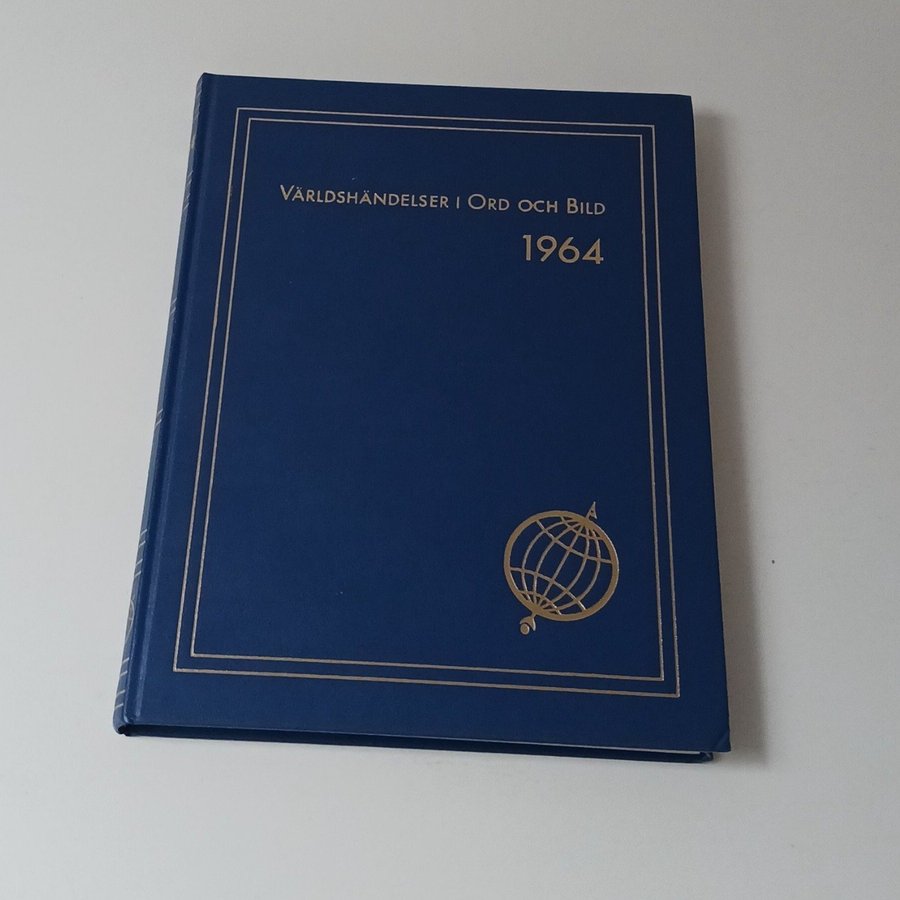 VÄRLDSHÄNDELSER I ORD OCH BILD
1964